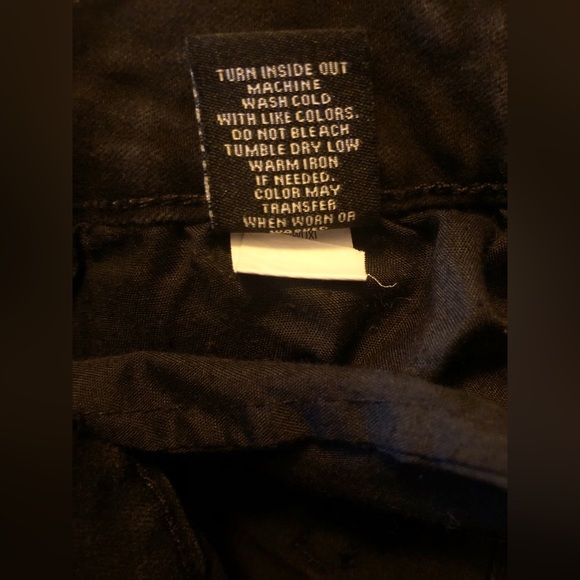 TURN INSIDE OUT
MACHINE
WASH COLD
WITH LIKE COLORS.
DO NOT BLEACH
TUMBLE DRY LOW
WARM IRON
IF NEEDED.
COLOR MAY
TRANSFER
WHEN WORN OR